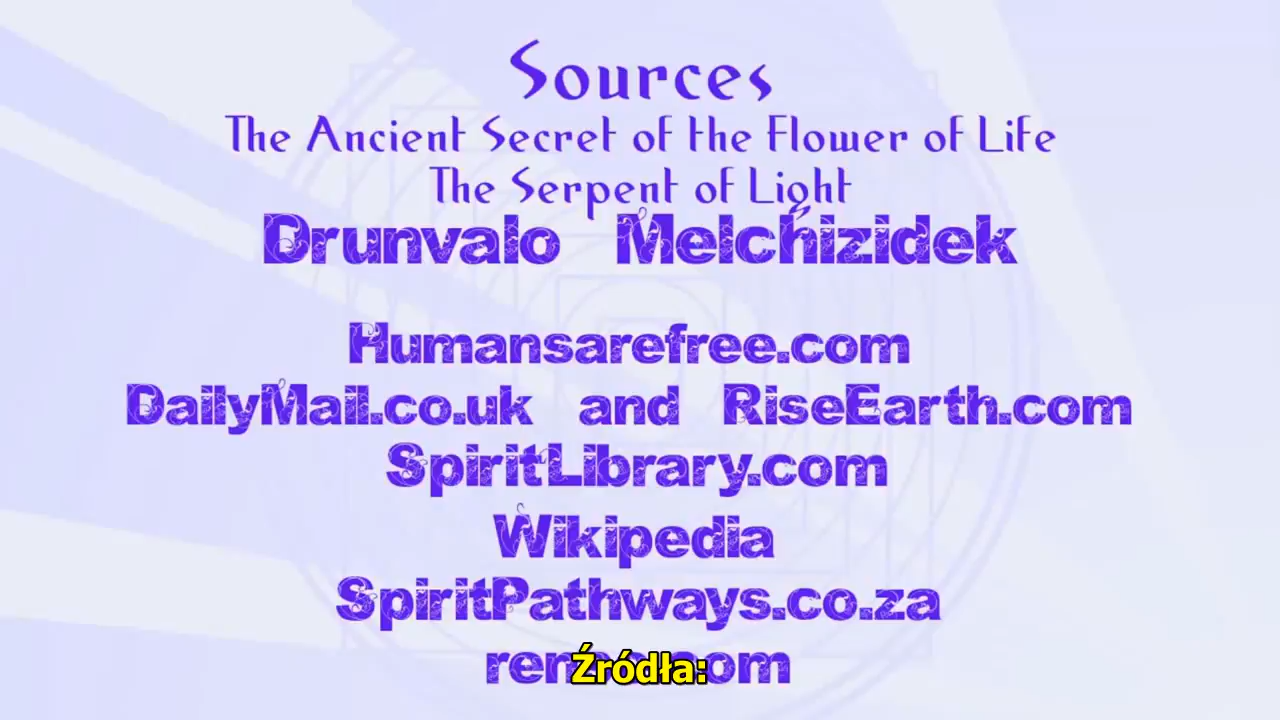 Sources
The Ancient Secret of the Flower of Life
The Serpent of Light
Drunvalo Melchizidek
Humansarefree.com
DailyMail.co.uk and RiseEarth.com
SpiritLibrary.com
Wikipedia
SpiritPathways.co.za
Źródła: